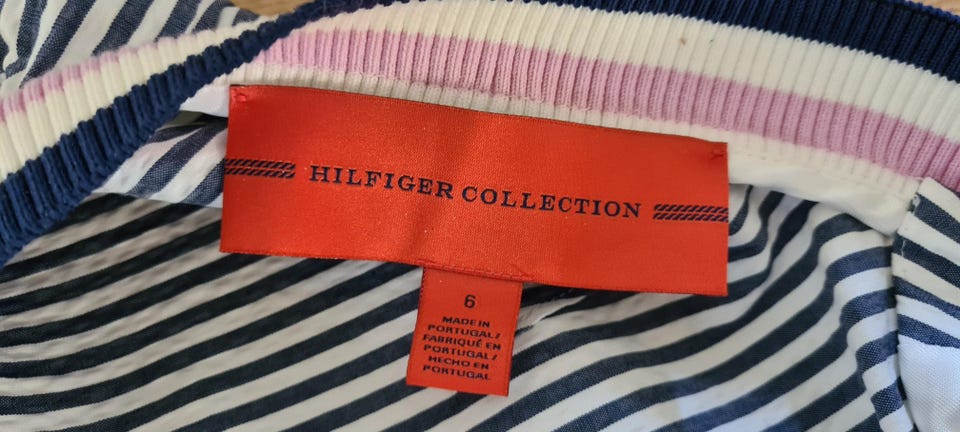 HILFIGER COLLECTION
6
MADE IN
PORTUGAL/
FABRIQUÉ EN
PORTUGAL/
HECHO EN
PORTUGAL